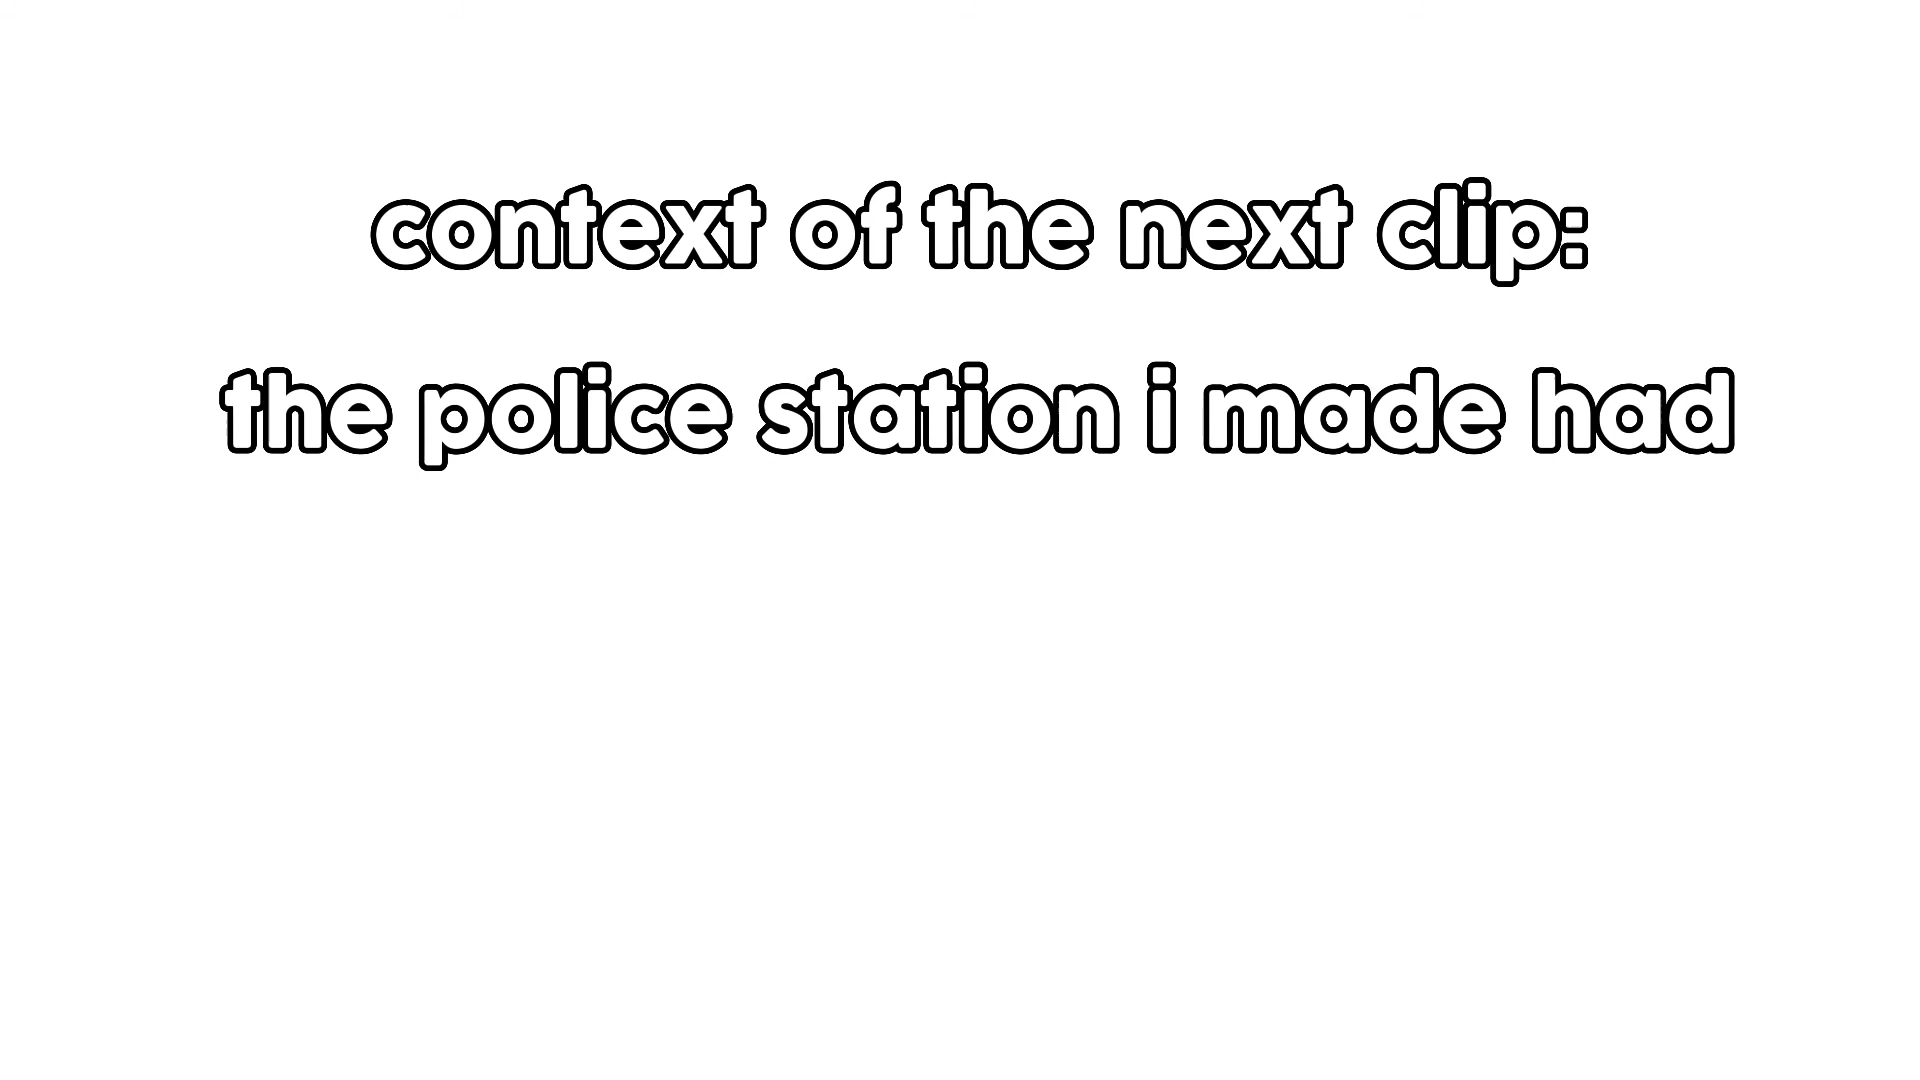 context of the next clip:
the police station i made had